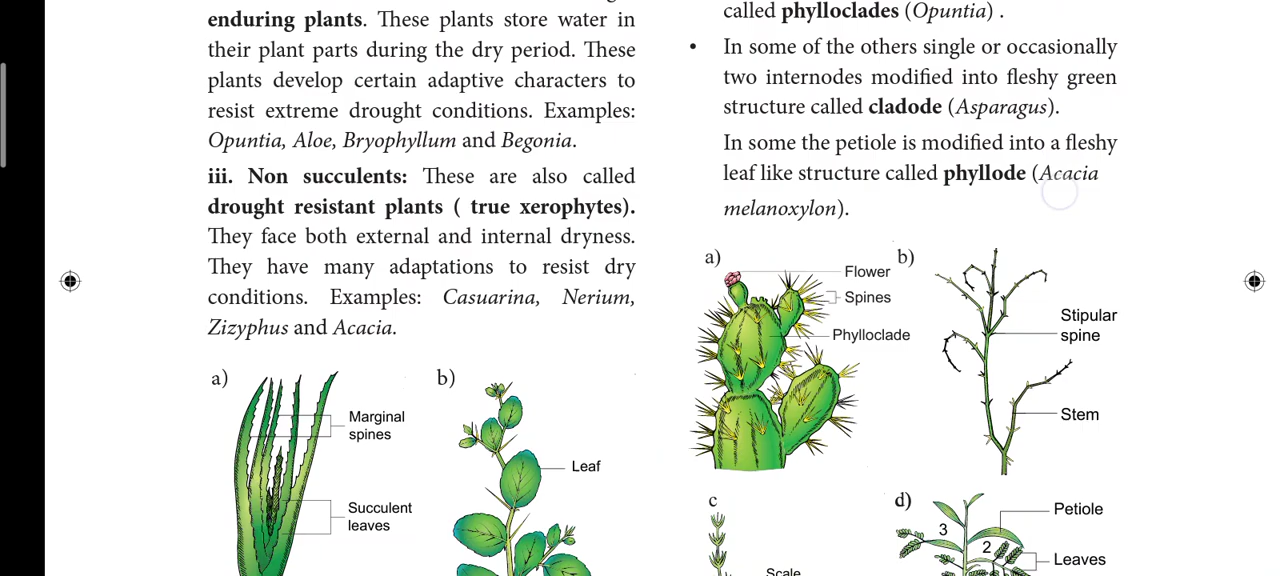 enduring plants. These plants store water in
their plant parts during the dry period. These
plants develop certain adaptive characters to
resist extreme drought conditions. Examples:
Opuntia, Aloe, Bryophyllum and Begonia.
iii. Non succulents: These are also called
drought resistant plants ( true xerophytes).
They face both external and internal dryness.
They have many adaptations to resist dry
conditions. Examples: Casuarina, Nerium,
Zizyphus and Acacia.
a)
Marginal
spines
Succulent
leaves
b)
Leaf
called phylloclades (Opuntia) .
• In some of the others single or occasionally
two internodes modified into fleshy green
structure called cladode (Asparagus).
In some the petiole is modified into a fleshy
leaf like structure called phyllode (Acacia
melanoxylon).
a)
Flower
Spines
Phylloclade
b)
Stipular
spine
Stem
c
Scale
d)
Petiole
3
2
Leaves